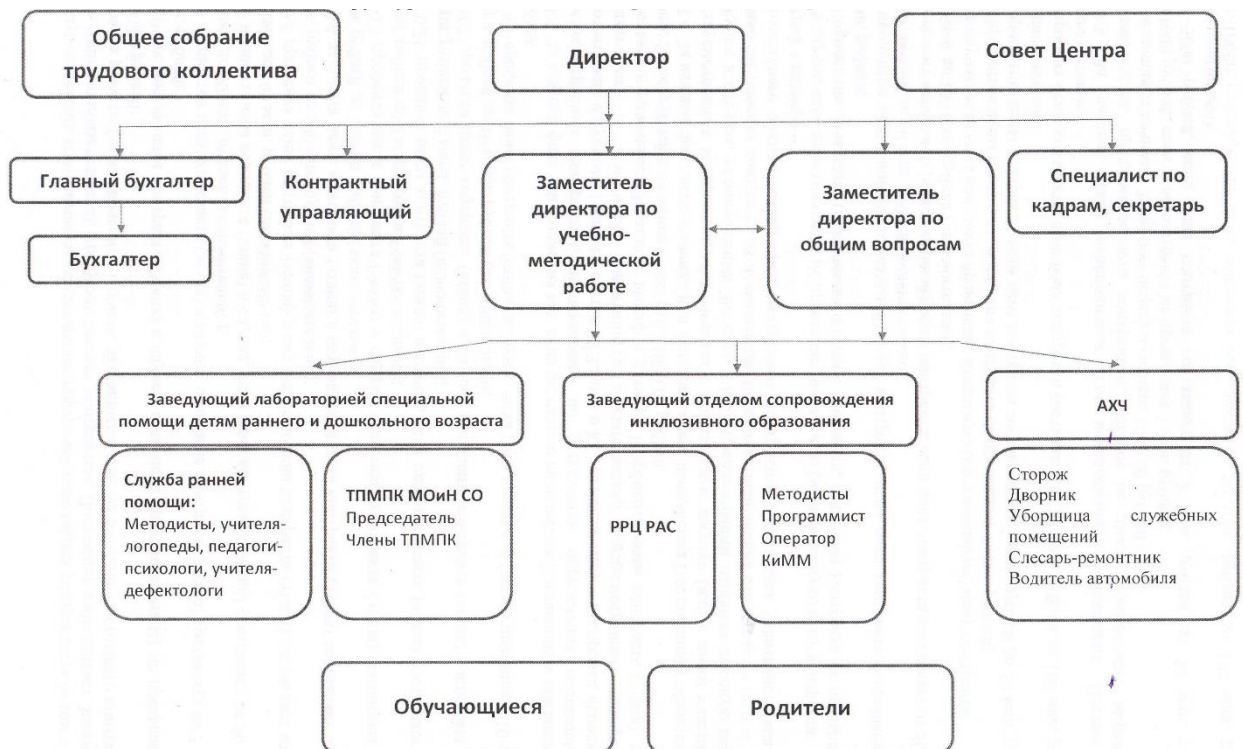 Общее собрание
трудового коллектива
Директор
Совет Центра
Главный бухгалтер
Бухгалтер
Контрактный
управляющий
Заместитель
директора по
учебно-
методической
работе
Заместитель
директора по
общим вопросам
Специалист по
кадрам, секретарь
Заведующий лабораторией специальной
помощи детям раннего и дошкольного возраста
Заведующий отделом сопровождения
инклюзивного образования
АХЧ
Служба ранней
помощи:
Методисты, учителя-
логопеды, педагоги-
психологи, учителя-
дефектологи
ТПМПК МОиН СО
Председатель
Члены ТПМПК
РРЦ РАС
Методисты
Программист
Оператор
КиММ
Сторож
Дворник
Уборщица служебных
помещений
Слесарь-ремонтник
Водитель автомобиля
Обучающиеся
Родители